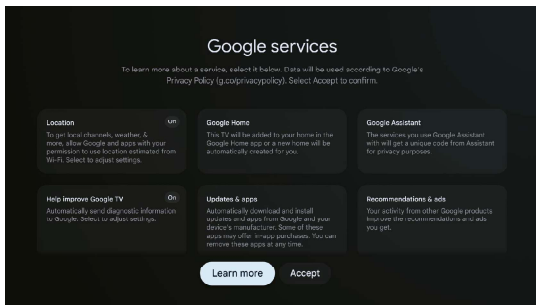 Google services
To learn more about a service, select it below. Data will be used according to Google's
Privacy Policy (g.co/privacypolicy). Select Accept to confirm.
Location
On
To get local channels, weather, &
more, allow Google and apps with your
permission to use location estimated from
Wi-Fi. Select to adjust settings.
Google Home
This TV will be added to your home in the
Google Home app or a new home will be
automatically created for you.
Google Assistant
The services you use Google Assistant
with will get a unique code from Assistant
for privacy purposes.
Help improve Google TV
On
Automatically send diagnostic information
to Google. Select to adjust settings.
Updates & apps
Automatically download and install
updates and apps from Google and your
device's manufacturer. Some of these
apps may offer in-app purchases. You can
remove these apps at any time.
Recommendations & ads
Your activity from other Google products
improve the recommendations and ads
you get.
Learn more
Accept